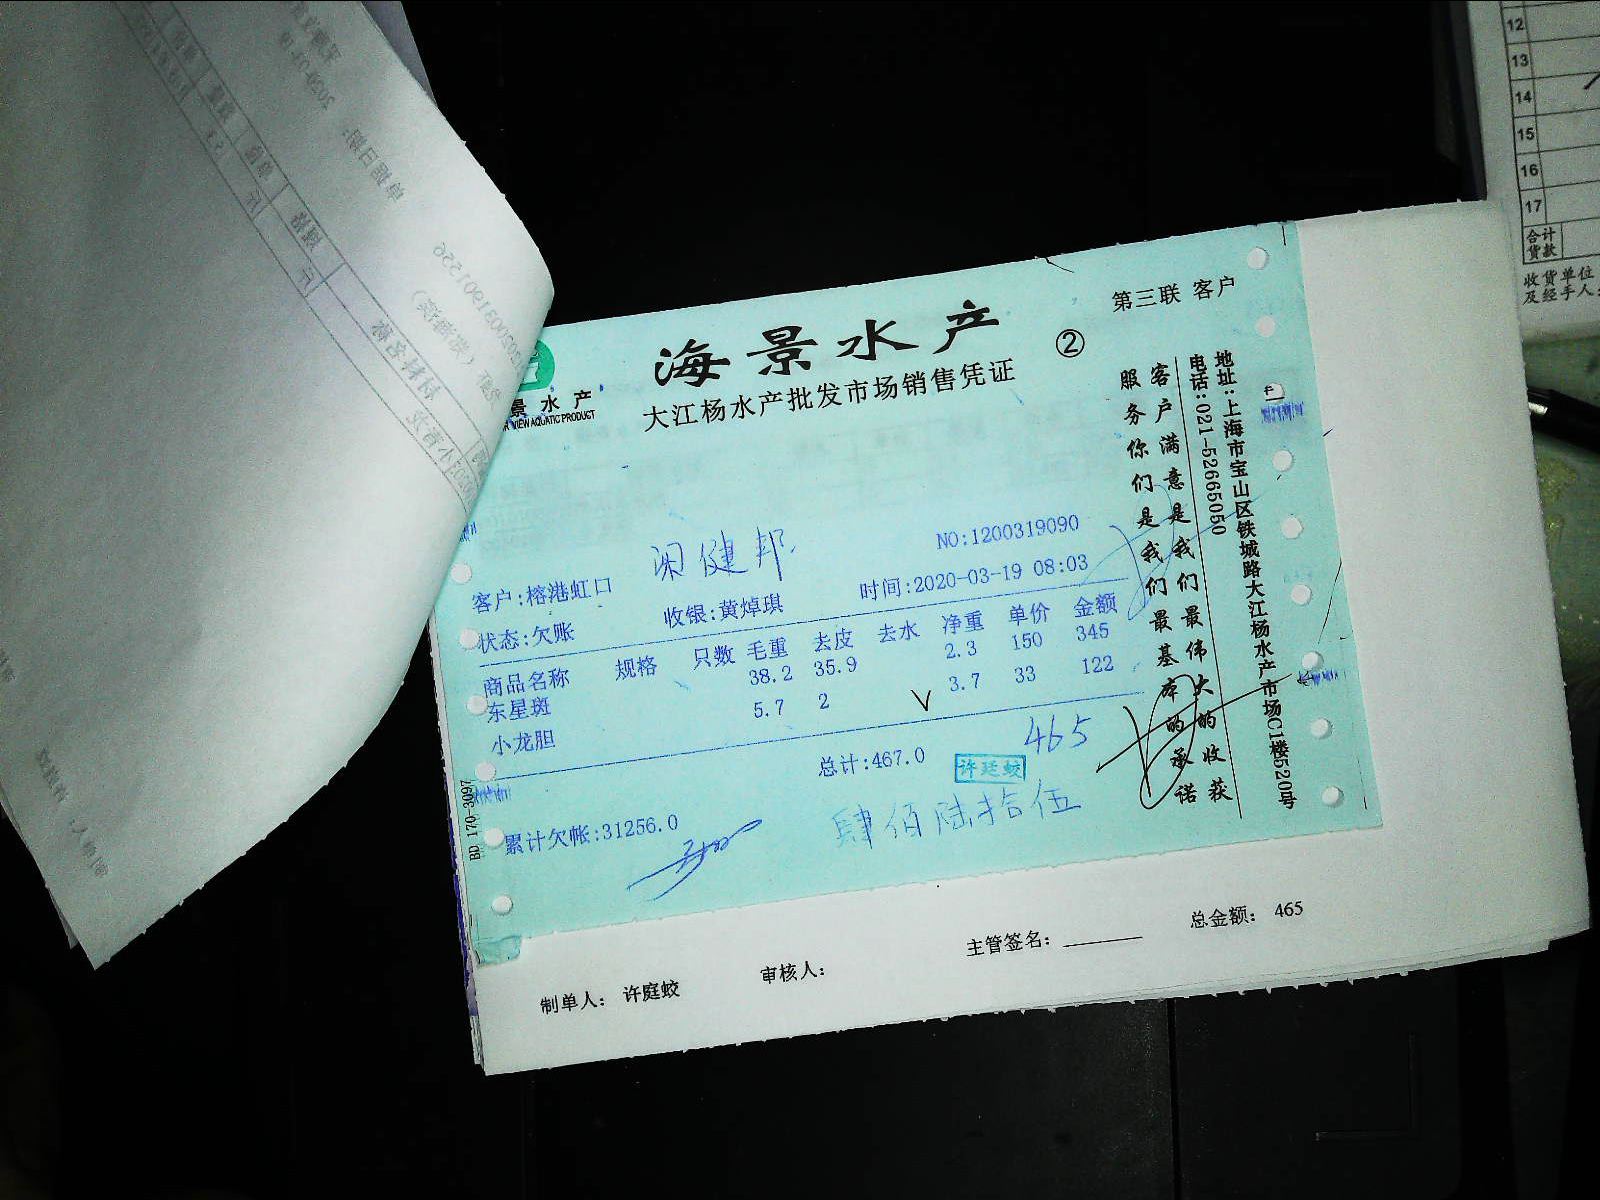 海景水产
②
第三联 客户
大江杨水产批发市场销售凭证
景水产
VIEW AQUATIC PRODUCT
客户满意是我们最伟大的收获
服务你们是我们最基本的承诺
地址:上海市宝山区铁城路大江杨水产市场C1楼520号
电话:021-52665050
闵健邦
NO:1200319090
客户:榕港虹口
时间:2020-03-19 08:03
状态:欠账
收银:黄焯琪
商品名称 规格 只数 毛重 去皮 去水 净重 单价 金额
东星斑 38.2 35.9 2.3 150 345
小龙胆 5.7 2 3.7 33 122
总计:467.0
465
许廷蛟
累计欠帐:31256.0
肆佰陆拾伍
BD 170-3097
制单人: 许庭蛟
审核人:
主管签名:
总金额: 465
12
13
14
15
16
17
合计
货款
收货单位
及经手人: